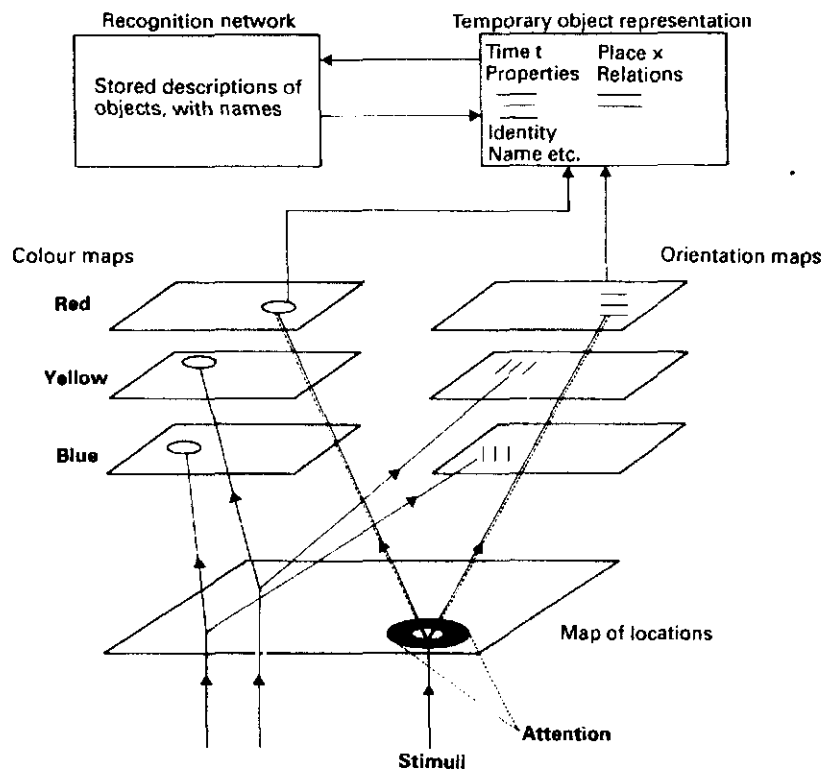 Recognition network
Temporary object representation
Stored descriptions of
objects, with names
Time t Place x
Properties Relations
Identity
Name etc.
Colour maps
Orientation maps
Red
Yellow
Blue
Map of locations
Attention
Stimuli